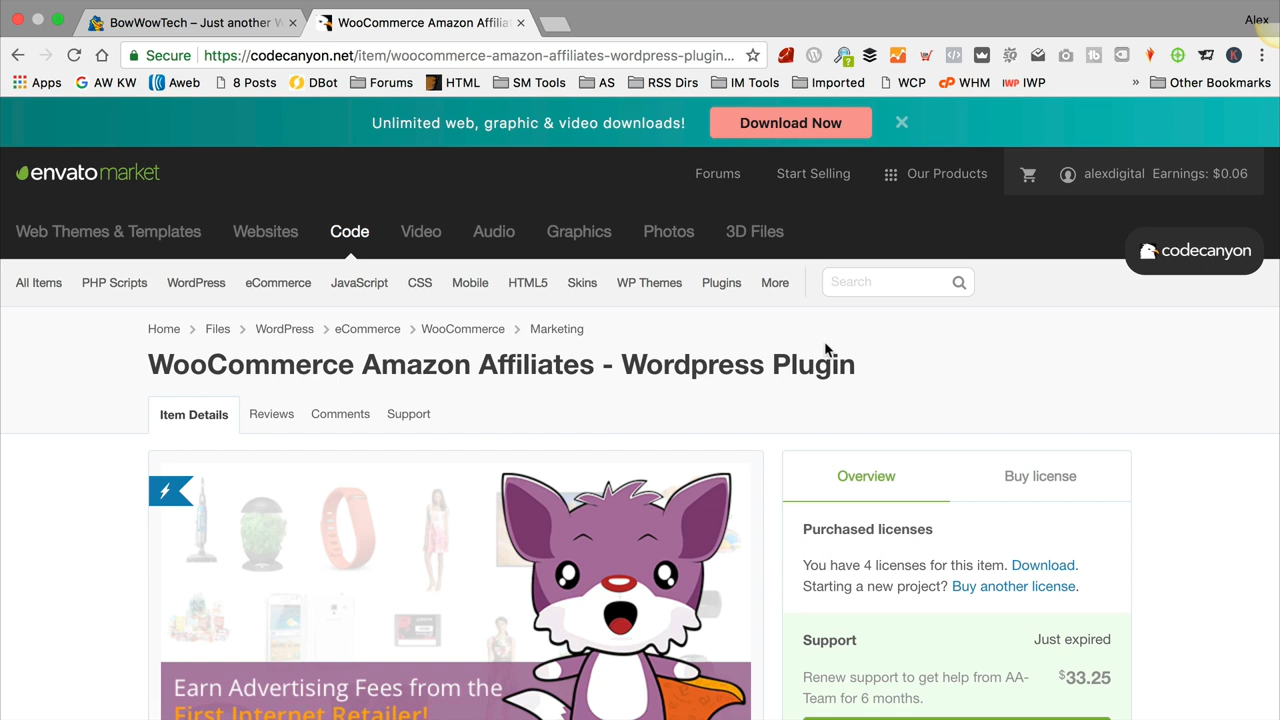 BowWowTech – Just another W
WooCommerce Amazon Affilia
Alex
Secure
https://codecanyon.net/item/woocommerce-amazon-affiliates-wordpress-plugin...
Apps
AW KW
Aweb
8 Posts
DBot
Forums
HTML
SM Tools
AS
RSS Dirs
IM Tools
Imported
WCP
WHM
IWP
IWP
»
Other Bookmarks
Unlimited web, graphic & video downloads!
Download Now
envatomarket
Forums
Start Selling
Our Products
alexdigital Earnings: $0.06
Web Themes & Templates
Websites
Code
Video
Audio
Graphics
Photos
3D Files
codecanyon
All Items
PHP Scripts
WordPress
eCommerce
JavaScript
CSS
Mobile
HTML5
Skins
WP Themes
Plugins
More
Search
Home > Files > WordPress > eCommerce > WooCommerce > Marketing
WooCommerce Amazon Affiliates - Wordpress Plugin
Item Details
Reviews
Comments
Support
Overview
Buy license
Purchased licenses
You have 4 licenses for this item. Download.
Starting a new project? Buy another license.
Support
Just expired
Renew support to get help from AA-
Team for 6 months.
$33.25
Earn Advertising Fees from the
First Internet Retailer!